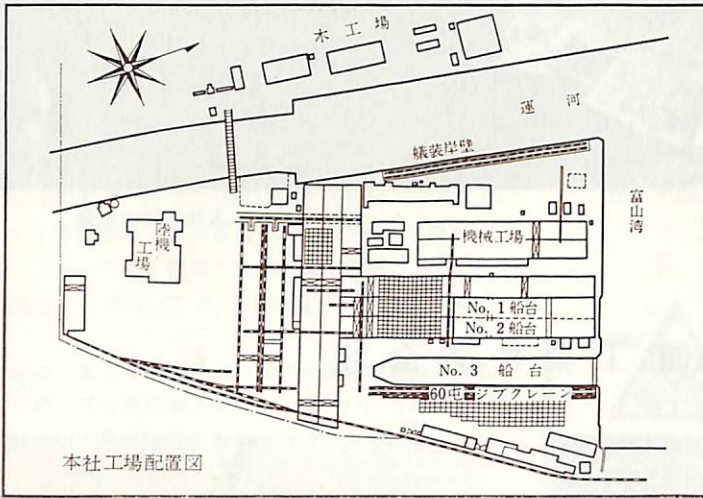 木工場
運河
艤装岸壁
富山湾
陸機
工場
機械工場
No. 1 船台
No. 2 船台
No. 3 船台
60屯ジブクレーン
本社工場配置図